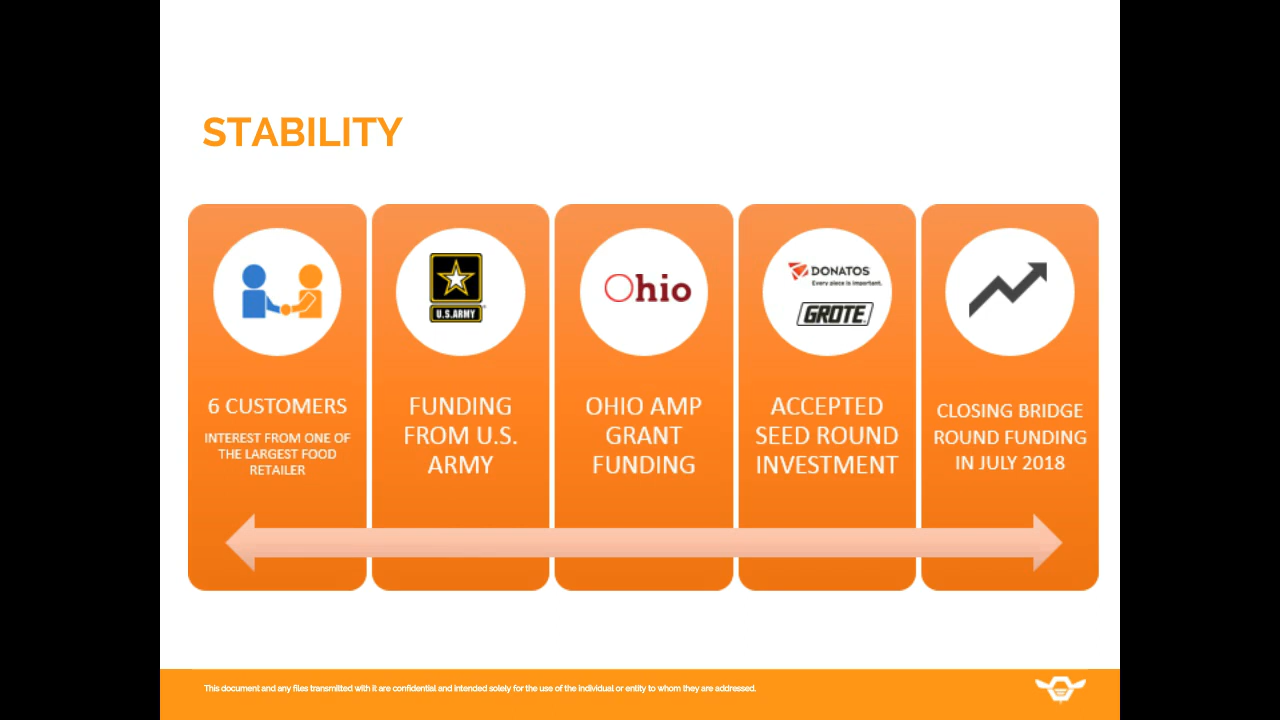 STABILITY
U.S.ARMY
Ohio
DONATOS
Every piece is important.
GROTE
6 CUSTOMERS
INTEREST FROM ONE OF
THE LARGEST FOOD
RETAILER
FUNDING
FROM U.S.
ARMY
OHIO AMP
GRANT
FUNDING
ACCEPTED
SEED ROUND
INVESTMENT
CLOSING BRIDGE
ROUND FUNDING
IN JULY 2018
This document and any files transmitted with it are confidential and intended solely for the use of the individual or entity to whom they are addressed.